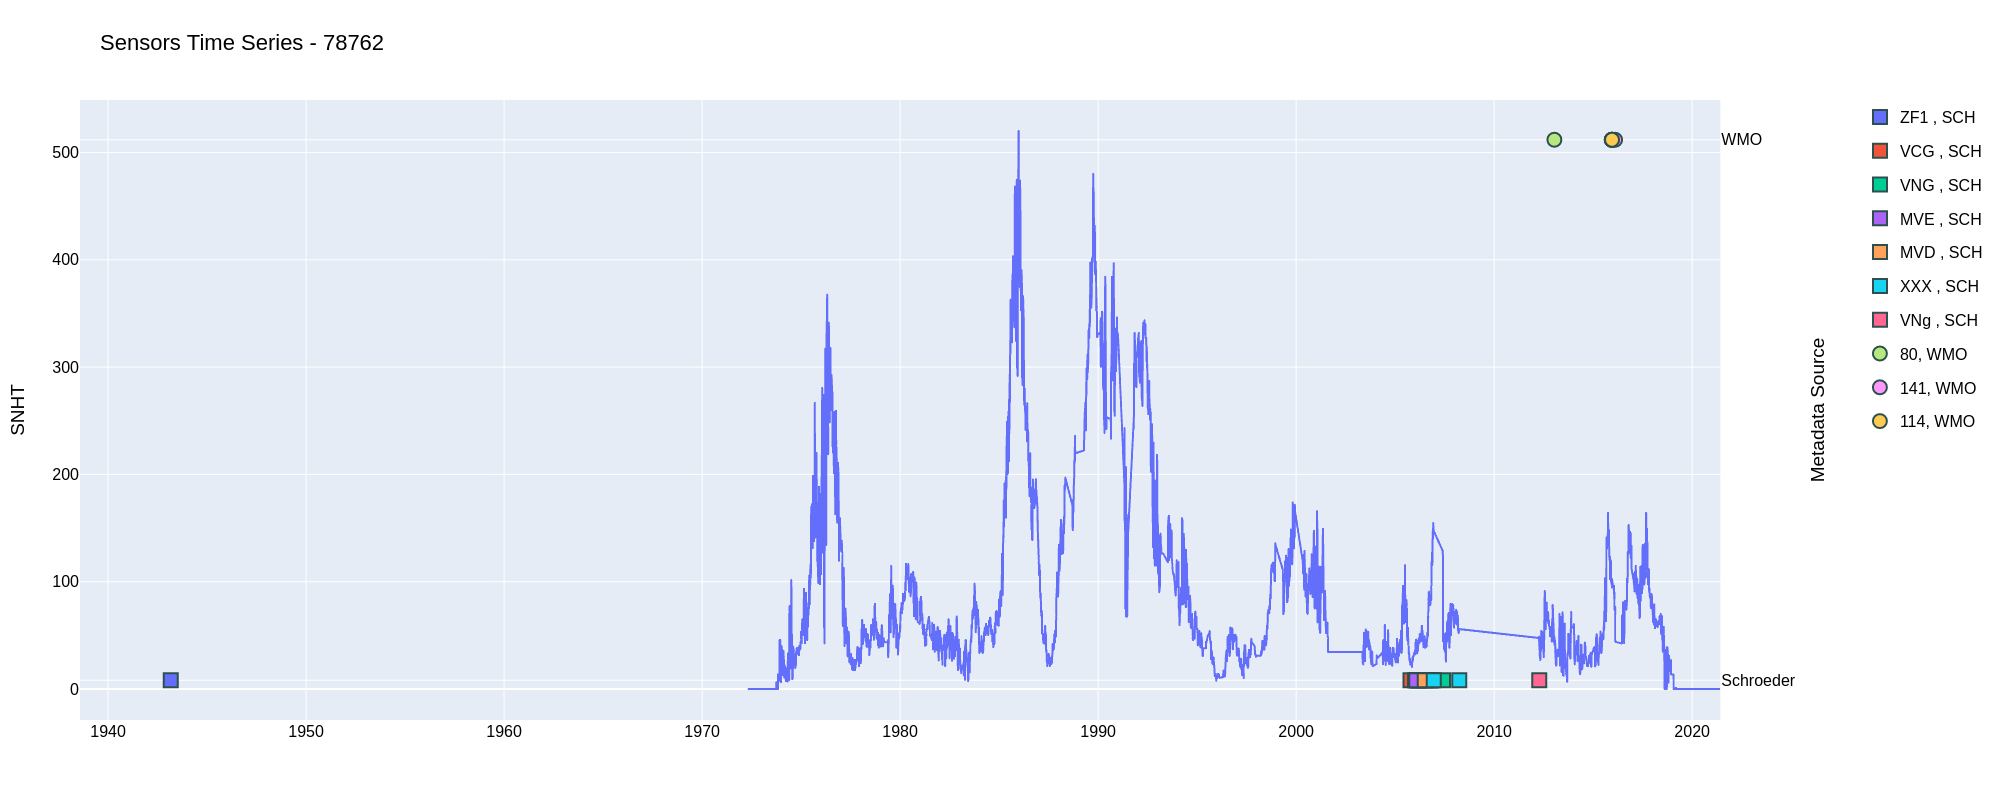 Sensors Time Series - 78762
SNHT
500
400
300
200
100
0
1940 1950 1960 1970 1980 1990 2000 2010 2020
WMO
Schroeder
Metadata Source
ZF1 , SCH
VCG , SCH
VNG , SCH
MVE , SCH
MVD , SCH
XXX , SCH
VNg , SCH
80, WMO
141, WMO
114, WMO